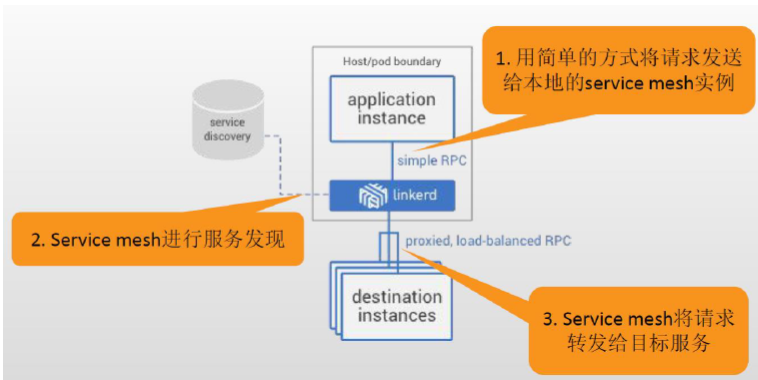 1. 用简单的方式将请求发送
给本地的service mesh实例
Host/pod boundary
application
instance
service
discovery
simple RPC
linkerd
2. Service mesh进行服务发现
proxied, load-balanced RPC
destination
instances
3. Service mesh将请求
转发给目标服务